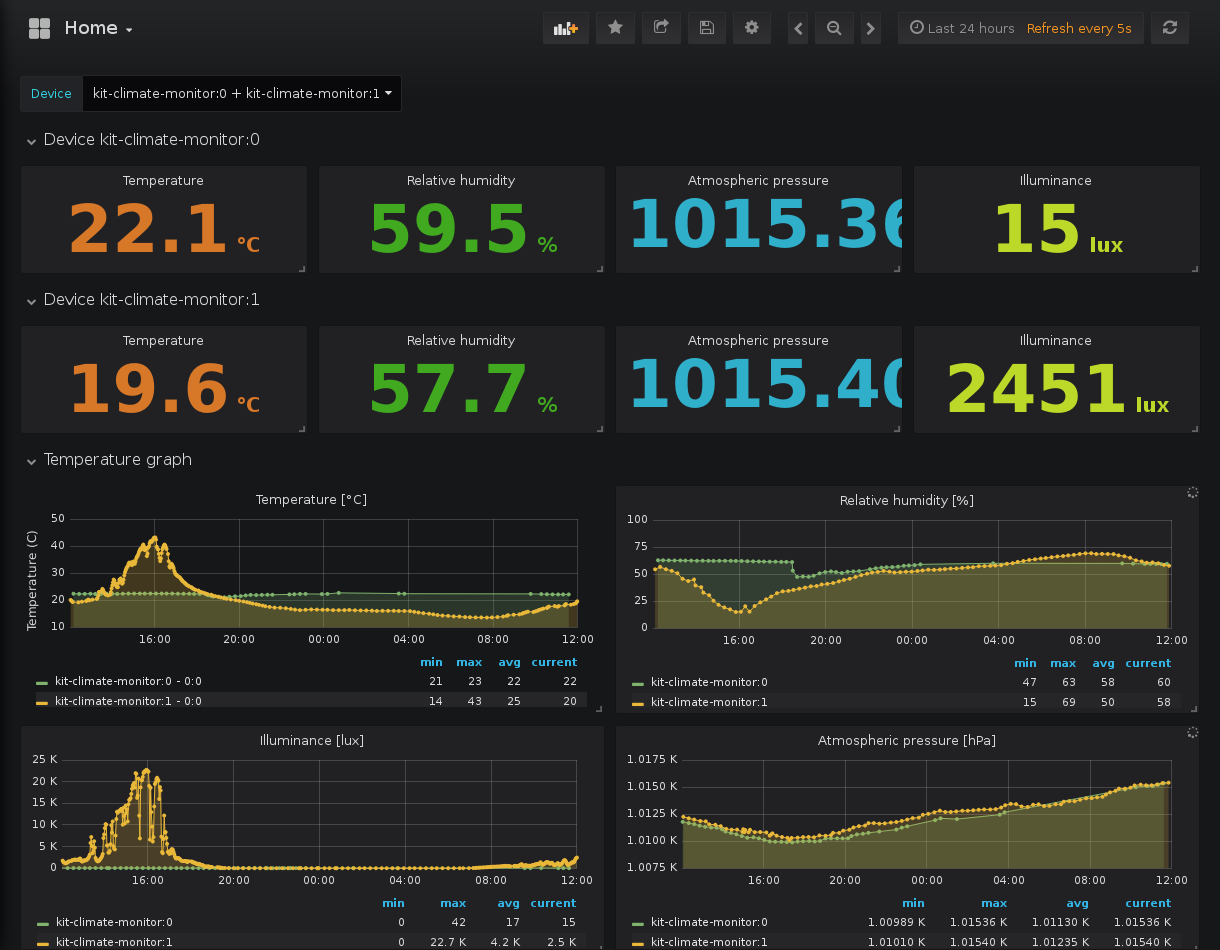 Home
Last 24 hours Refresh every 5s
Device kit-climate-monitor:0 + kit-climate-monitor:1
Device kit-climate-monitor:0
Temperature Relative humidity Atmospheric pressure Illuminance
22.1 °C 59.5 % 1015.36 15 lux
Device kit-climate-monitor:1
Temperature Relative humidity Atmospheric pressure Illuminance
19.6 °C 57.7 % 1015.40 2451 lux
Temperature graph
Temperature [°C]
Temperature (C)
50
40
30
20
10
16:00 20:00 00:00 04:00 08:00 12:00
min max avg current
kit-climate-monitor:0 - 0:0 21 23 22 22
kit-climate-monitor:1 - 0:0 14 43 25 20
Relative humidity [%]
100
75
50
25
0
16:00 20:00 00:00 04:00 08:00 12:00
min max avg current
kit-climate-monitor:0 47 63 58 60
kit-climate-monitor:1 15 69 50 58
Illuminance [lux]
25 K
20 K
15 K
10 K
5 K
0
16:00 20:00 00:00 04:00 08:00 12:00
min max avg current
kit-climate-monitor:0 0 42 17 15
kit-climate-monitor:1 0 22.7 K 4.2 K 2.5 K
Atmospheric pressure [hPa]
1.0175 K
1.0150 K
1.0125 K
1.0100 K
1.0075 K
16:00 20:00 00:00 04:00 08:00 12:00
min max avg current
kit-climate-monitor:0 1.00989 K 1.01536 K 1.01130 K 1.01536 K
kit-climate-monitor:1 1.01010 K 1.01540 K 1.01235 K 1.01540 K